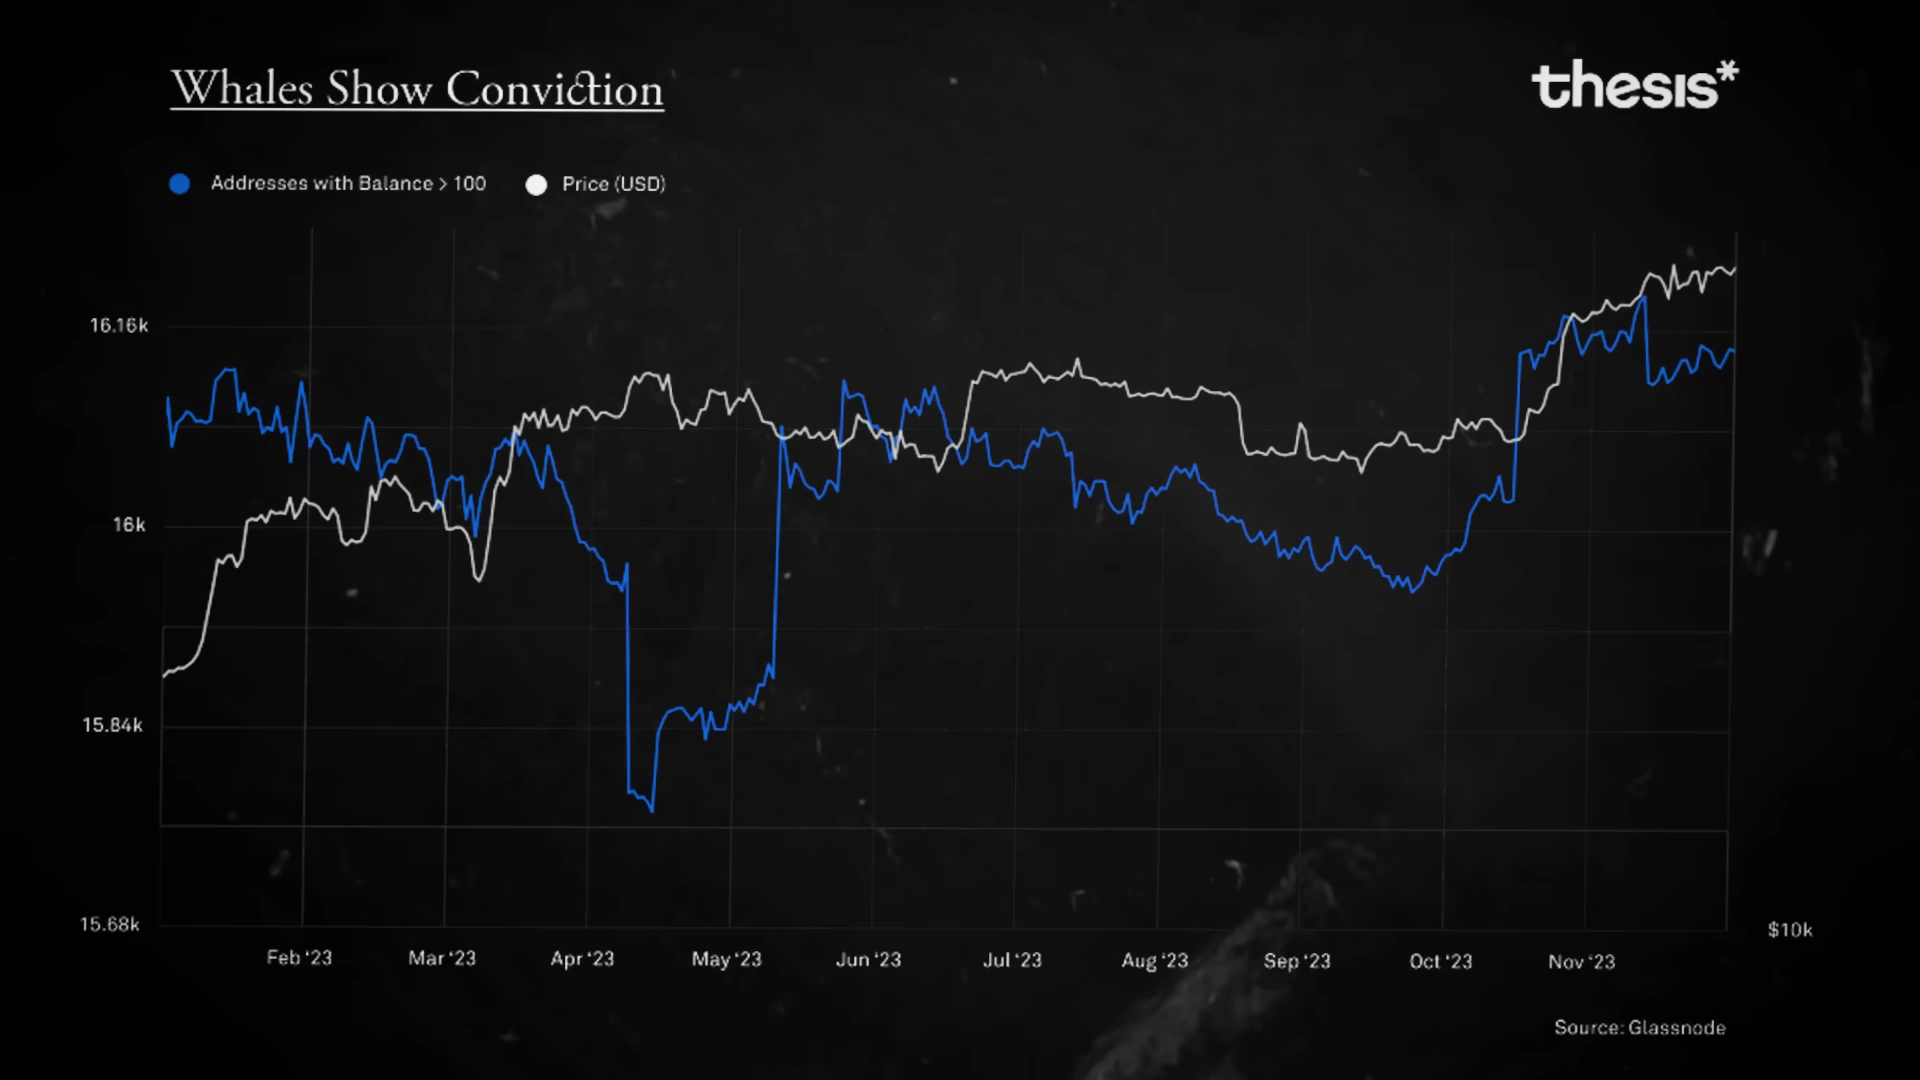 Whales Show Conviction
thesis*
Addresses with Balance > 100
Price (USD)
16.16k
16k
15.84k
15.68k
$10k
Feb ‘23
Mar ‘23
Apr ‘23
May ‘23
Jun ‘23
Jul ‘23
Aug ‘23
Sep ‘23
Oct ‘23
Nov ‘23
Source: Glassnode